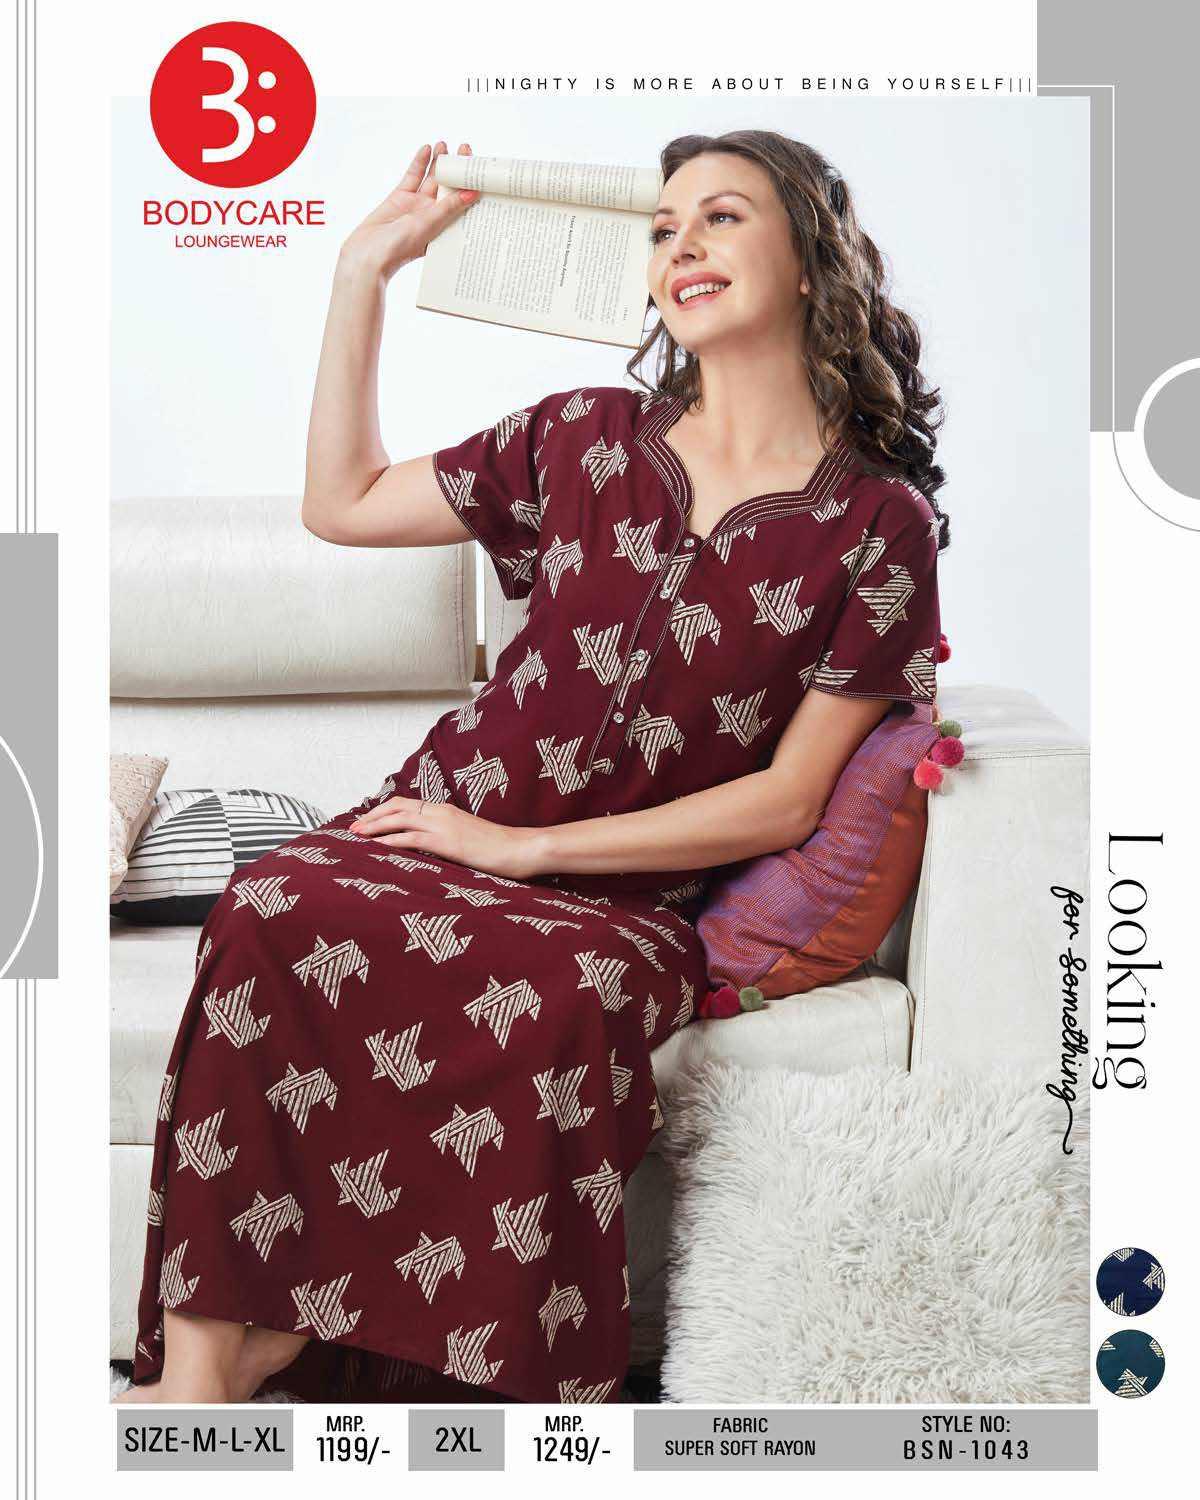 |||NIGHTY IS MORE ABOUT BEING YOURSELF|||
BODYCARE
LOUNGEWEAR
Looking
for something
SIZE-M-L-XL
MRP.
1199/-
2XL
MRP.
1249/-
FABRIC
SUPER SOFT RAYON
STYLE NO:
BSN-1043